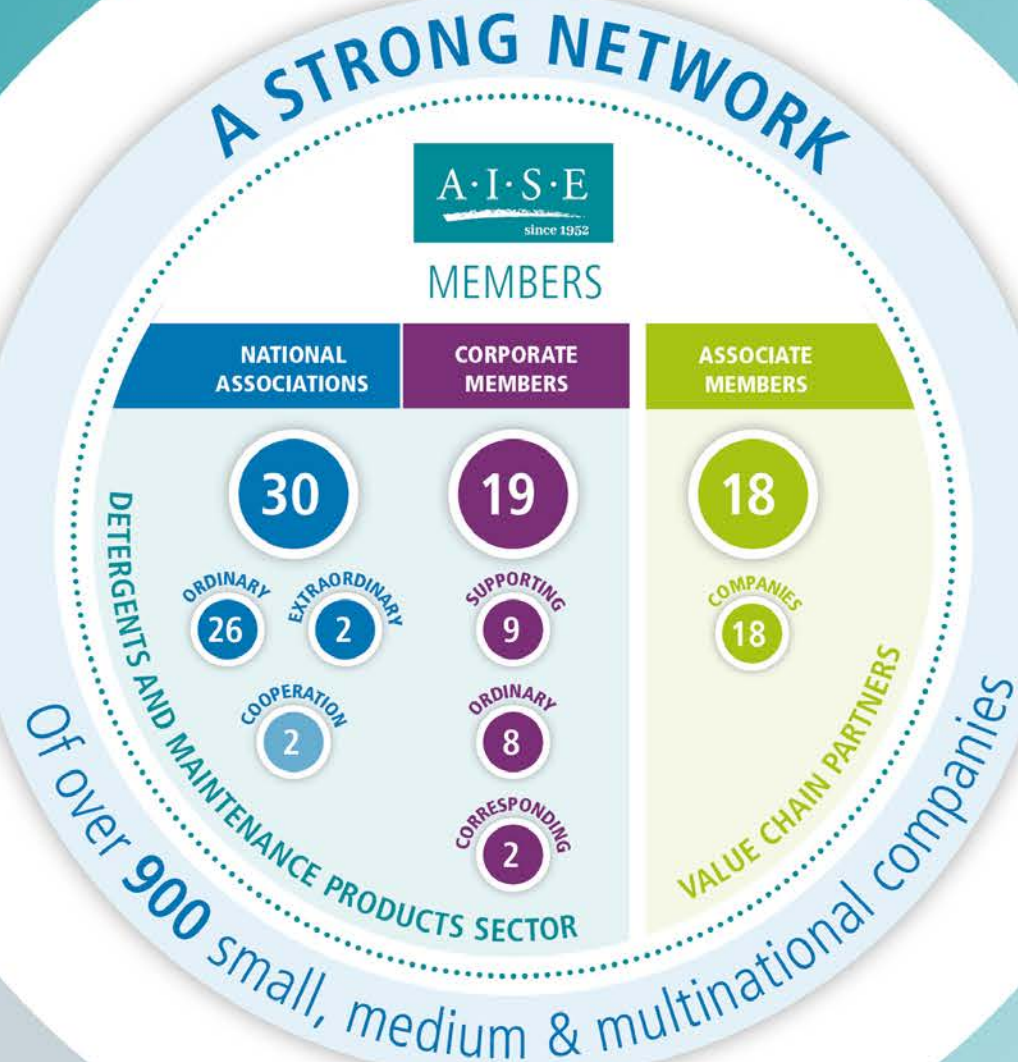 A STRONG NETWORK
A·I·S·E
since 1952
MEMBERS
NATIONAL
ASSOCIATIONS
CORPORATE
MEMBERS
ASSOCIATE
MEMBERS
30
19
18
ORDINARY
26
EXTRAORDINARY
2
COOPERATION
2
SUPPORTING
9
ORDINARY
8
CORRESPONDING
2
COMPANIES
18
DETERGENTS AND MAINTENANCE PRODUCTS SECTOR
VALUE CHAIN PARTNERS
Of over 900 small, medium & multinational companies